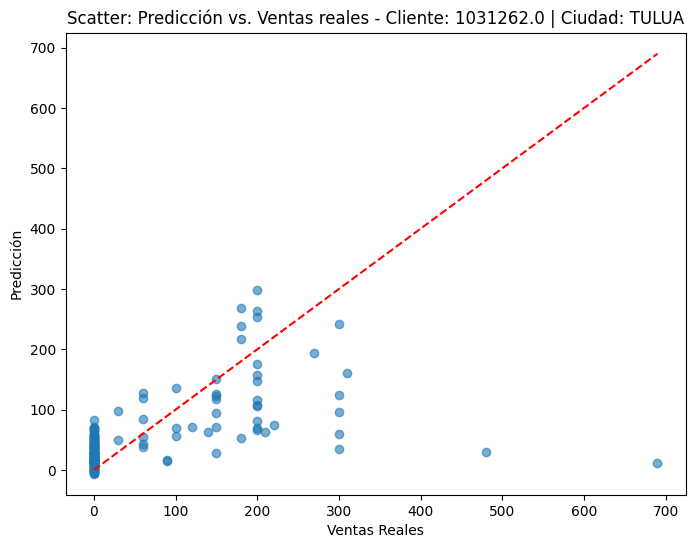 Scatter: Predicción vs. Ventas reales - Cliente: 1031262.0 | Ciudad: TULUA
700
600
500
400
300
200
100
0
Predicción
0 100 200 300 400 500 600 700
Ventas Reales